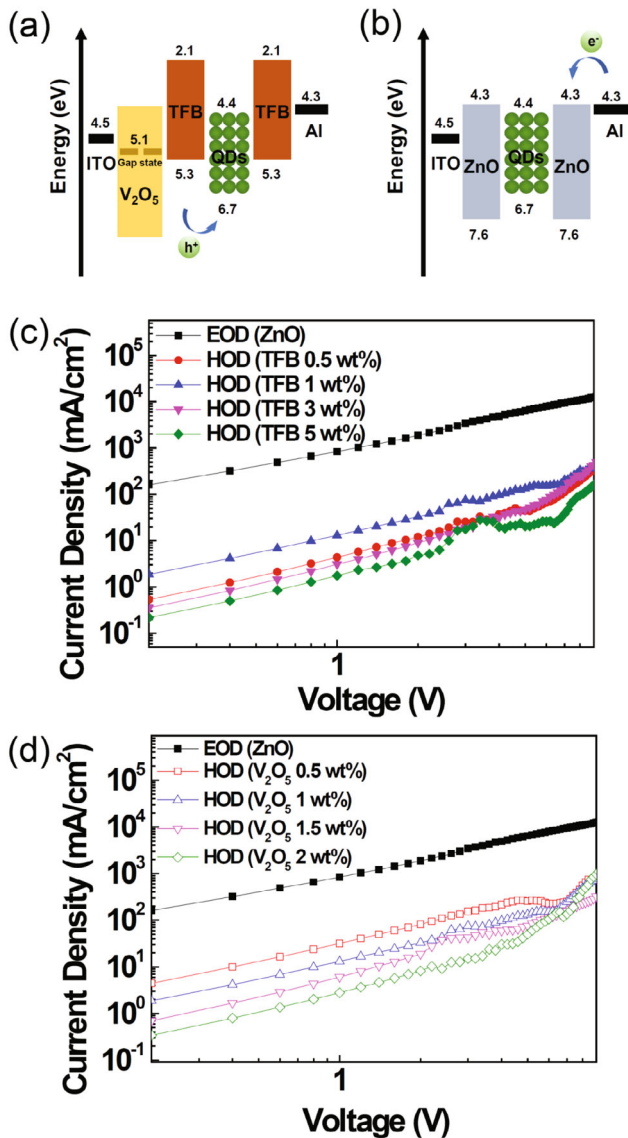 (a)
Energy (eV)
4.5
ITO
5.1
Gap state
V₂O₅
2.1
TFB
5.3
h⁺
4.4
QDs
6.7
2.1
TFB
5.3
4.3
Al
(b)
Energy (eV)
4.5
ITO
4.3
ZnO
7.6
4.4
QDs
6.7
4.3
ZnO
7.6
e⁻
4.3
Al
(c)
Current Density (mA/cm²)
10⁵
10⁴
10³
10²
10¹
10⁰
10⁻¹
EOD (ZnO)
HOD (TFB 0.5 wt%)
HOD (TFB 1 wt%)
HOD (TFB 3 wt%)
HOD (TFB 5 wt%)
1
Voltage (V)
(d)
Current Density (mA/cm²)
10⁵
10⁴
10³
10²
10¹
10⁰
10⁻¹
EOD (ZnO)
HOD (V₂O₅ 0.5 wt%)
HOD (V₂O₅ 1 wt%)
HOD (V₂O₅ 1.5 wt%)
HOD (V₂O₅ 2 wt%)
1
Voltage (V)